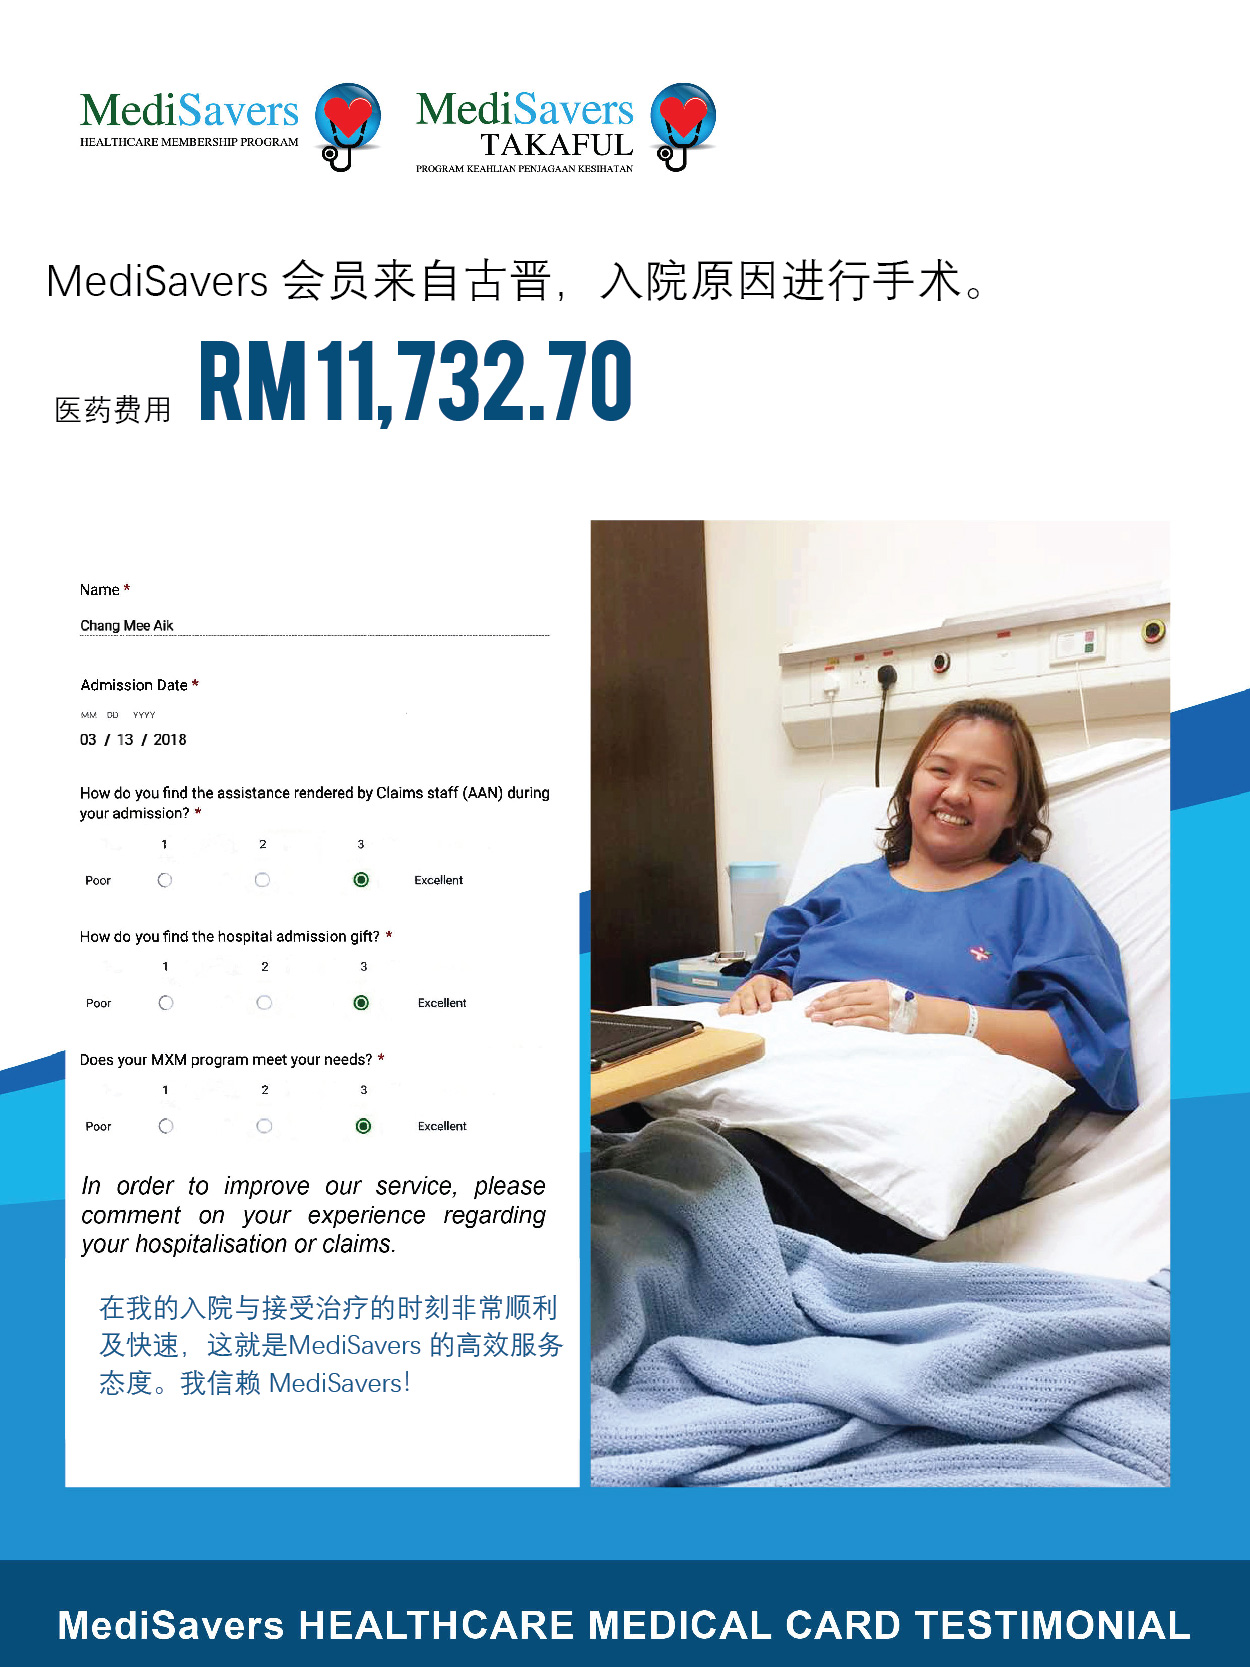 MediSavers
HEALTHCARE MEMBERSHIP PROGRAM
MediSavers
TAKAFUL
PROGRAM KEAHLIAN PENJAGAAN KESIHATAN
MediSavers 会员来自古晋，入院原因进行手术。
医药费用 RM11,732.70
Name *
Chang Mee Aik
Admission Date *
MM DD YYYY
03 / 13 / 2018
How do you find the assistance rendered by Claims staff (AAN) during
your admission? *
1 2 3
Poor Excellent
How do you find the hospital admission gift? *
1 2 3
Poor Excellent
Does your MXM program meet your needs? *
1 2 3
Poor Excellent
In order to improve our service, please
comment on your experience regarding
your hospitalisation or claims.
在我的入院与接受治疗的时刻非常顺利
及快速，这就是MediSavers 的高效服务
态度。我信赖 MediSavers!
MediSavers HEALTHCARE MEDICAL CARD TESTIMONIAL